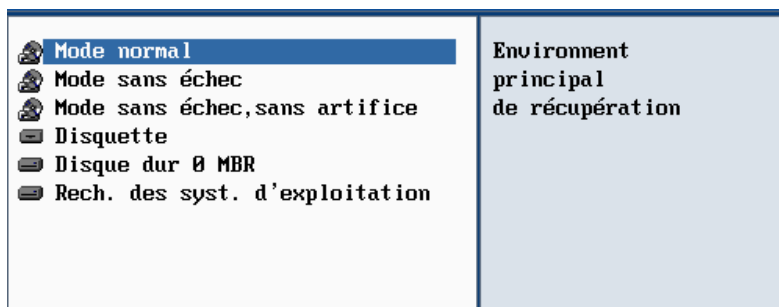 Mode normal
Mode sans échec
Mode sans échec,sans artifice
Disquette
Disque dur 0 MBR
Rech. des syst. d'exploitation
Environment
principal
de récupération